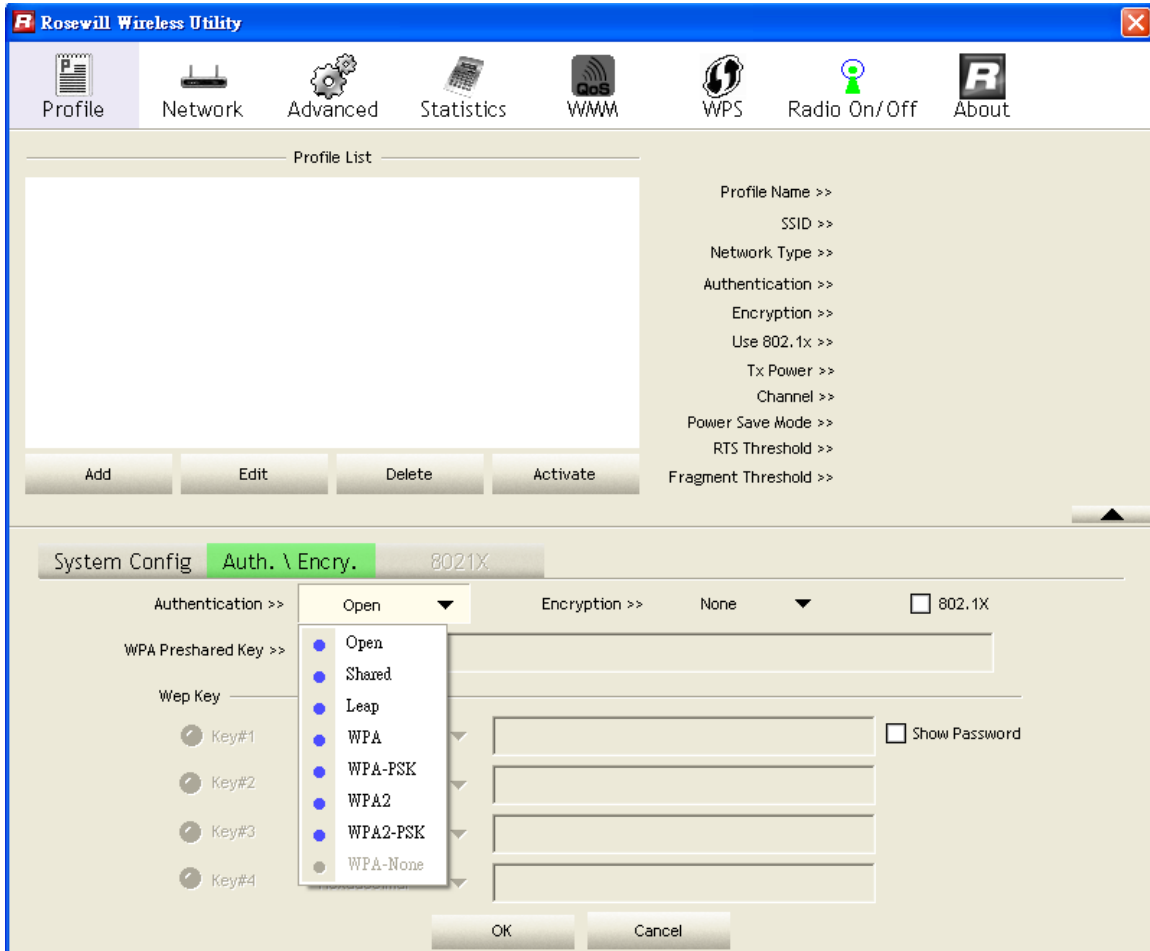 R Rosewill Wireless Utility
Profile
Network
Advanced
Statistics
QoS
WMM
WPS
Radio On/Off
R
About
Profile List
Profile Name >>
SSID >>
Network Type >>
Authentication >>
Encryption >>
Use 802.1x >>
Tx Power >>
Channel >>
Power Save Mode >>
RTS Threshold >>
Fragment Threshold >>
Add Edit Delete Activate
System Config Auth. \ Encry. 8021X
Authentication >> Open Encryption >> None 802.1X
Open
Shared
Leap
WPA
WPA-PSK
WPA2
WPA2-PSK
WPA-None
WPA Preshared Key >>
Wep Key
Key#1
Show Password
Key#2
Key#3
Key#4
OK Cancel